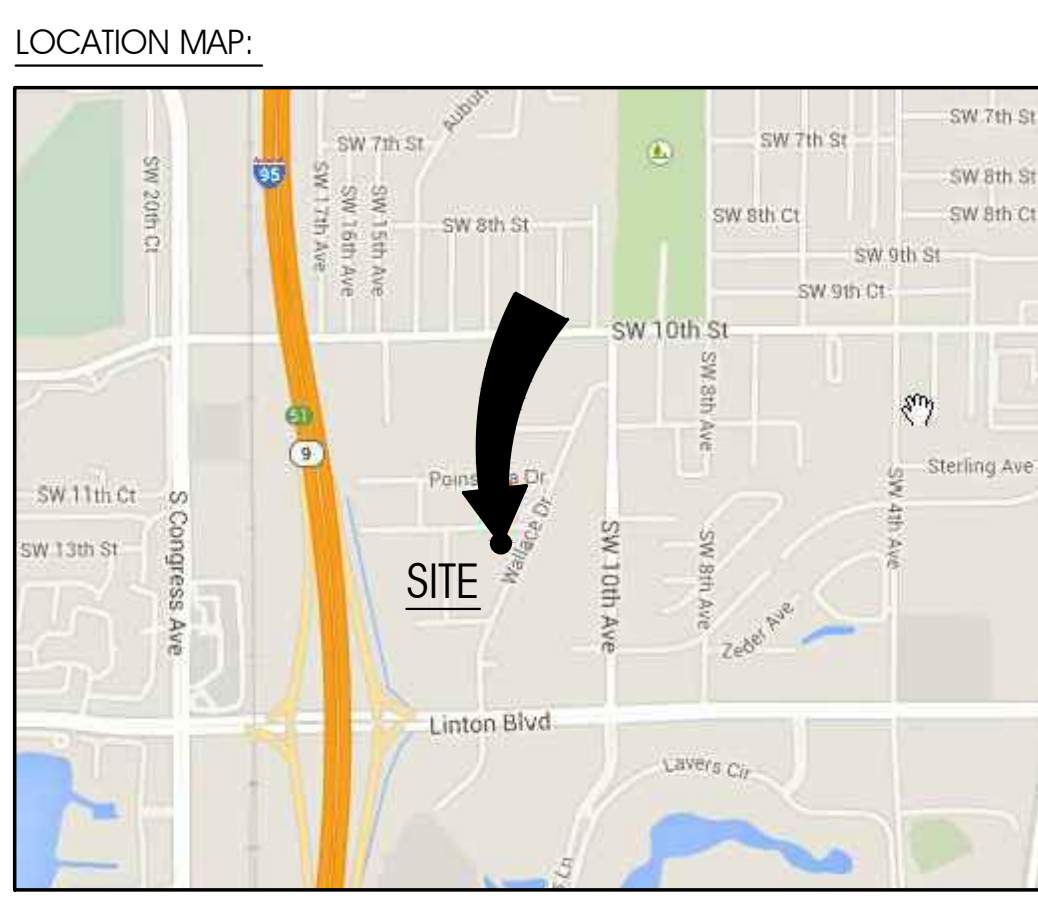 LOCATION MAP:
Auburn
SW 7th St
SW 7th St
SW 7th St
95
SW 20th Ct
SW 17th Ave
SW 16th Ave
SW 15th Ave
SW 8th St
SW 8th St
SW 8th Ct
SW 8th Ct
SW 9th St
SW 9th Ct
SW 10th St
SW 8th Ave
51
9
Poins a Dr
Sterling Ave
SW 11th Ct
S Congress Ave
SW 4th Ave
SW 13th St
Wallace Dr
SW 10th Ave
SW 8th Ave
SITE
Zeder Ave
Linton Blvd
Lavers Cir
s Ln